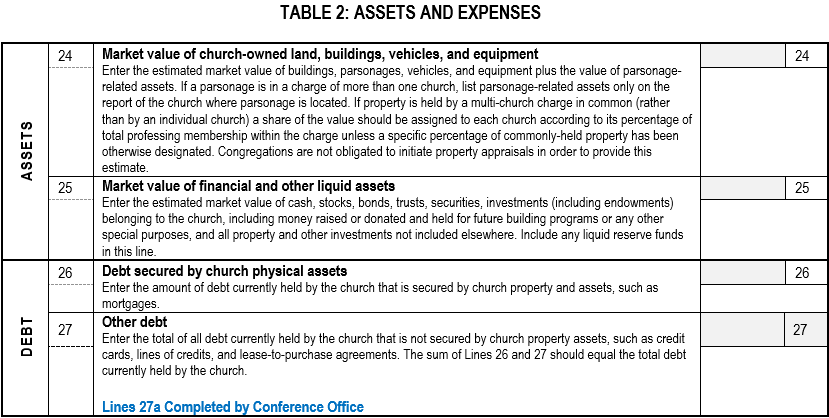 TABLE 2: ASSETS AND EXPENSES
ASSETS
24 Market value of church-owned land, buildings, vehicles, and equipment 24
Enter the estimated market value of buildings, parsonages, vehicles, and equipment plus the value of parsonage-
related assets. If a parsonage is in a charge of more than one church, list parsonage-related assets only on the
report of the church where parsonage is located. If property is held by a multi-church charge in common (rather
than by an individual church) a share of the value should be assigned to each church according to its percentage of
total professing membership within the charge unless a specific percentage of commonly-held property has been
otherwise designated. Congregations are not obligated to initiate property appraisals in order to provide this
estimate.
25 Market value of financial and other liquid assets 25
Enter the estimated market value of cash, stocks, bonds, trusts, securities, investments (including endowments)
belonging to the church, including money raised or donated and held for future building programs or any other
special purposes, and all property and other investments not included elsewhere. Include any liquid reserve funds
in this line.
DEBT
26 Debt secured by church physical assets 26
Enter the amount of debt currently held by the church that is secured by church property and assets, such as
mortgages.
27 Other debt 27
Enter the total of all debt currently held by the church that is not secured by church property assets, such as credit
cards, lines of credits, and lease-to-purchase agreements. The sum of Lines 26 and 27 should equal the total debt
currently held by the church.
Lines 27a Completed by Conference Office